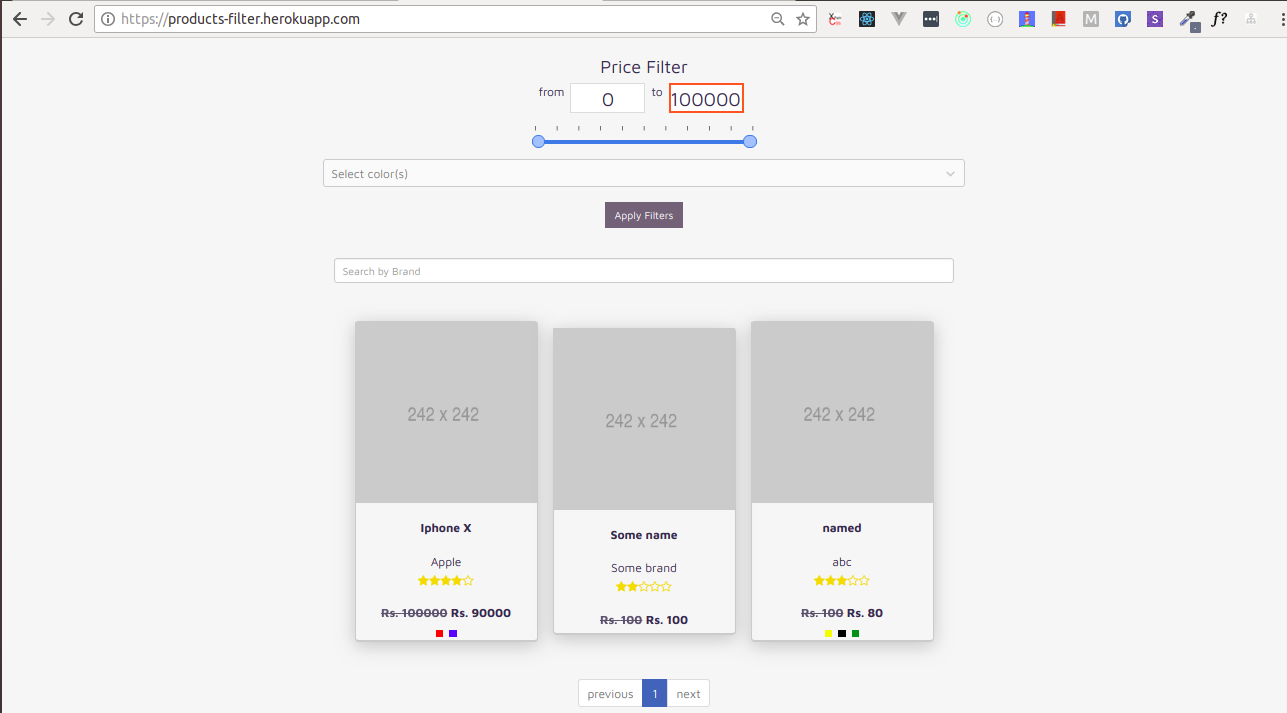 https://products-filter.herokuapp.com
Price Filter
from 0 to 100000
Select color(s)
Apply Filters
Search by Brand
242 x 242 242 x 242 242 x 242
Iphone X Some name named
Apple Some brand abc
Rs. 100000 Rs. 90000 Rs. 100 Rs. 100 Rs. 100 Rs. 80
previous 1 next